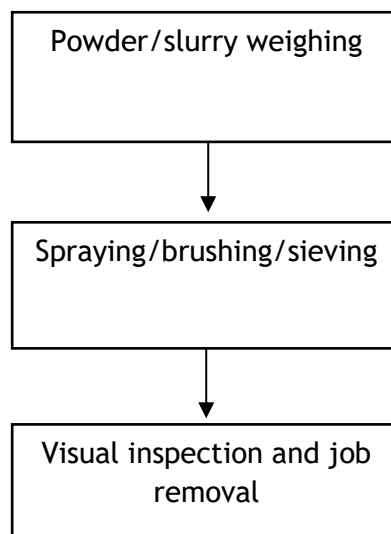 Powder/slurry weighing
Spraying/brushing/sieving
Visual inspection and job
removal